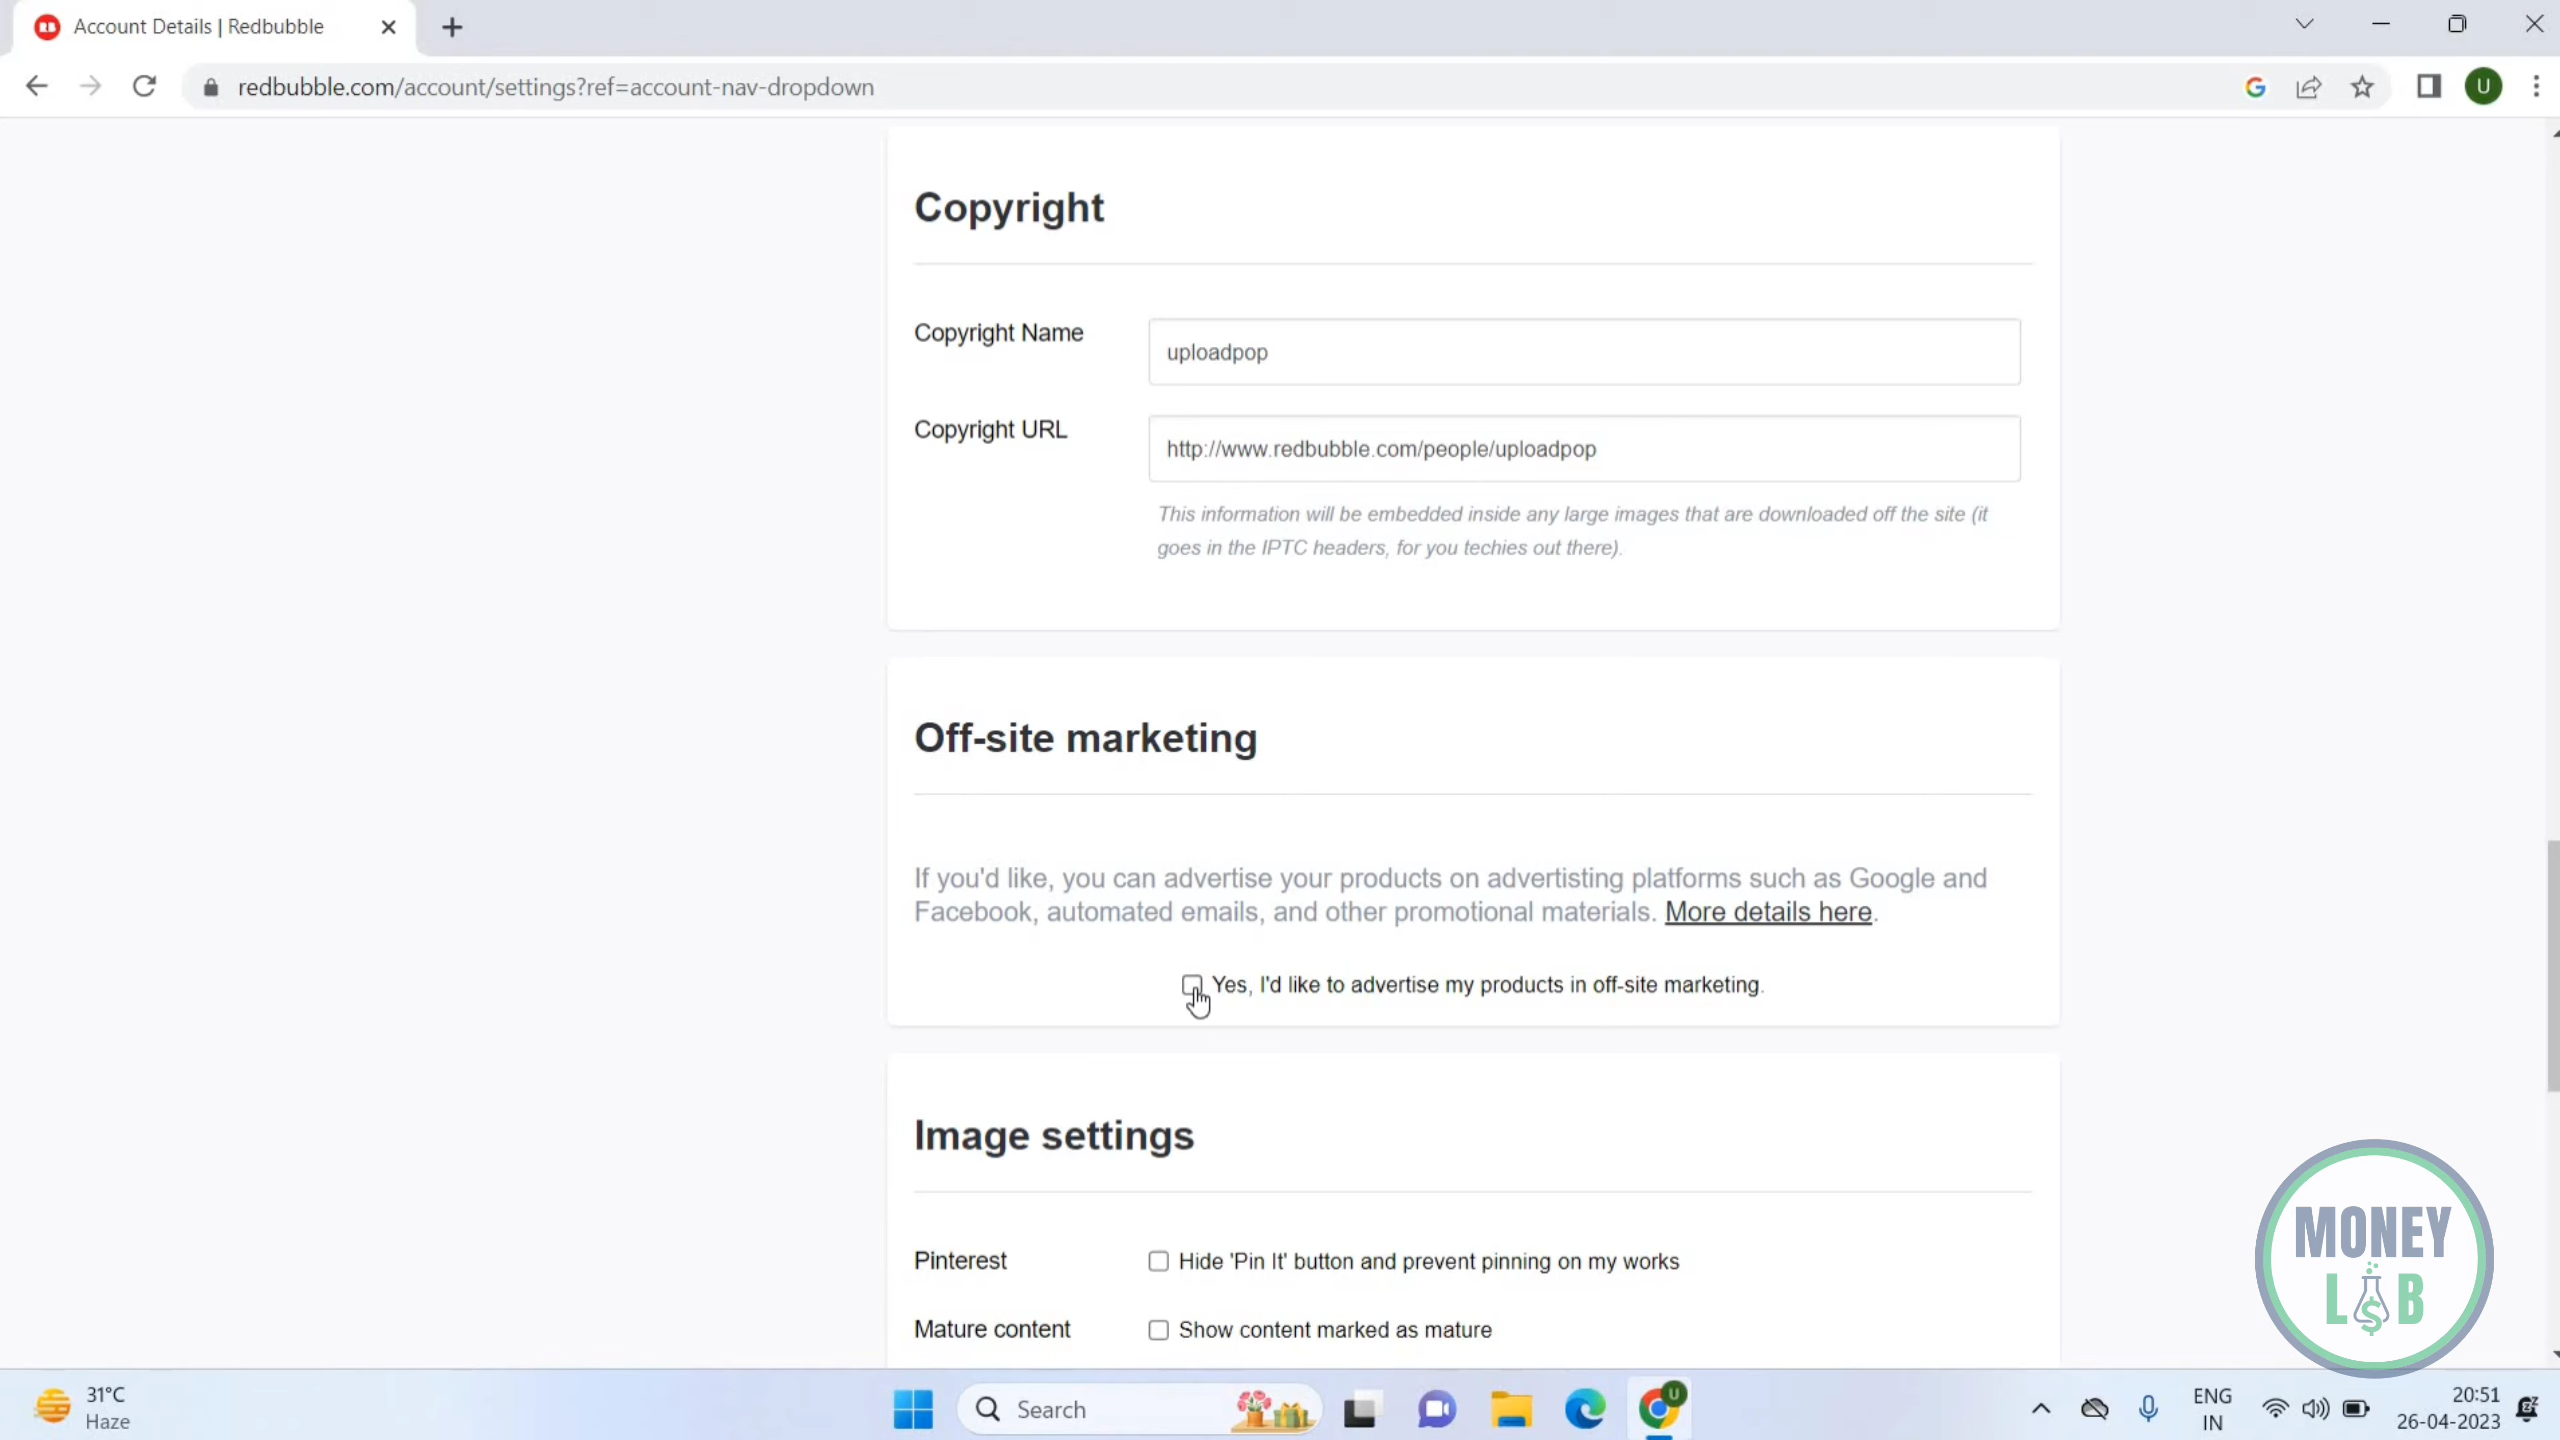 Account Details | Redbubble
redbubble.com/account/settings?ref=account-nav-dropdown
U
Copyright
Copyright Name
uploadpop
Copyright URL
http://www.redbubble.com/people/uploadpop
This information will be embedded inside any large images that are downloaded off the site (it
goes in the IPTC headers, for you techies out there).
Off-site marketing
If you'd like, you can advertise your products on advertisting platforms such as Google and
Facebook, automated emails, and other promotional materials. More details here.
Yes, I'd like to advertise my products in off-site marketing.
Image settings
Pinterest
Hide 'Pin It' button and prevent pinning on my works
Mature content
Show content marked as mature
MONEY
LAB
31°C
Haze
Search
U
ENG
IN
20:51
26-04-2023